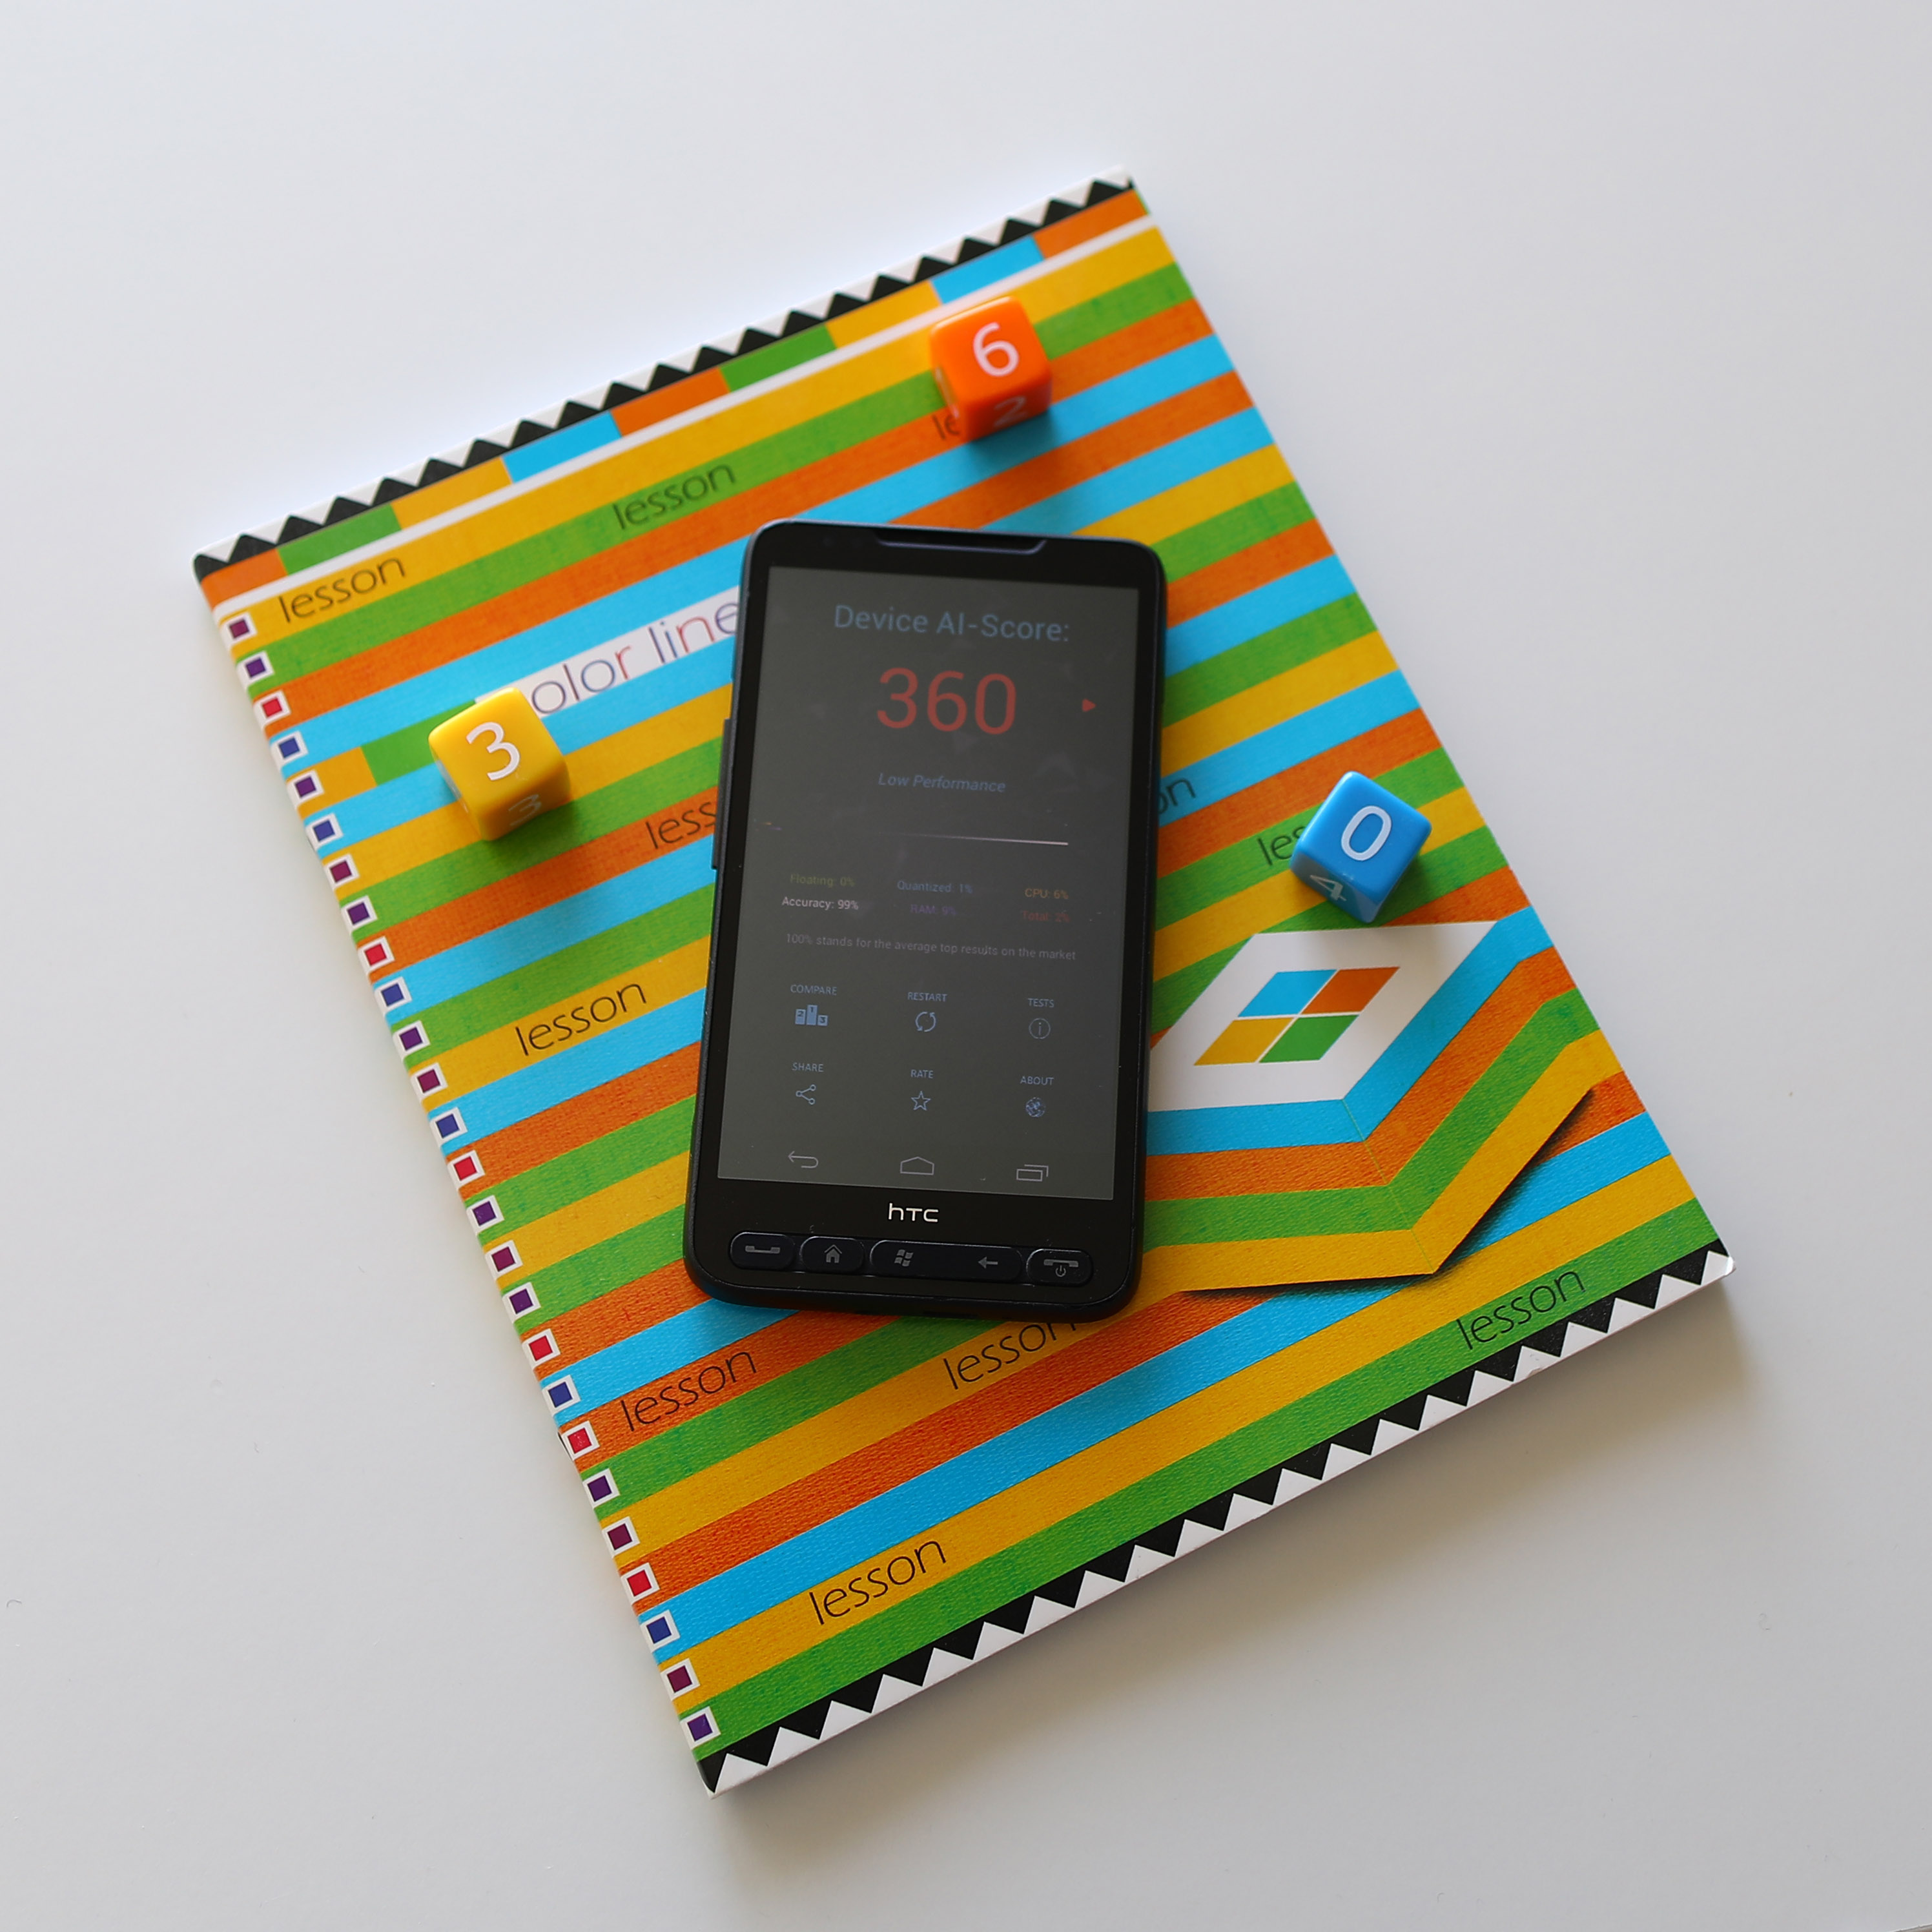 6
2
lesson
le
lesson
olor line
3
3
Device AI-Score:
360
Low Performance
less
on
les
0
4
Floating: 0% Quantized: 1% CPU: 6%
Accuracy: 99% RAM: 9% Total: 2%
100% stands for the average top results on the market
COMPARE RESTART TESTS
SHARE RATE ABOUT
lesson
hTC
lesson
lesson
lesson
lesson